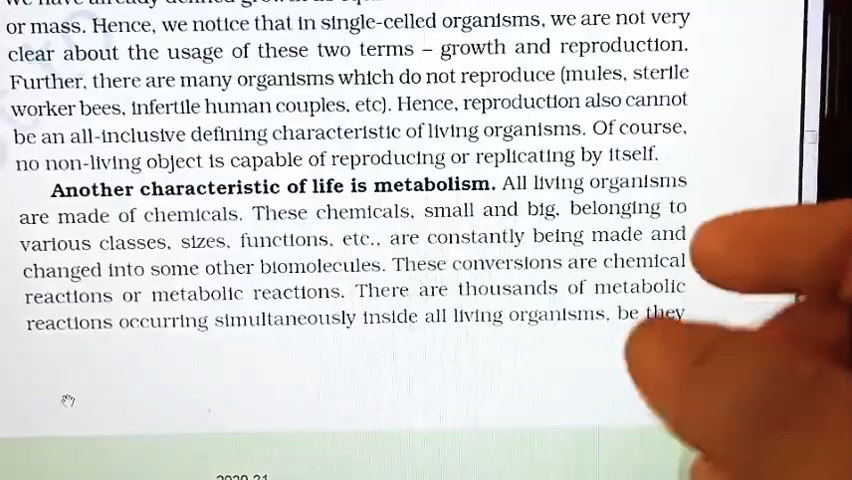 or mass. Hence, we notice that in single-celled organisms, we are not very
clear about the usage of these two terms – growth and reproduction.
Further, there are many organisms which do not reproduce (mules, sterile
worker bees, infertile human couples, etc). Hence, reproduction also cannot
be an all-inclusive defining characteristic of living organisms. Of course,
no non-living object is capable of reproducing or replicating by itself.
Another characteristic of life is metabolism. All living organisms
are made of chemicals. These chemicals, small and big, belonging to
various classes, sizes, functions, etc., are constantly being made and
changed into some other biomolecules. These conversions are chemical
reactions or metabolic reactions. There are thousands of metabolic
reactions occurring simultaneously inside all living organisms, be they